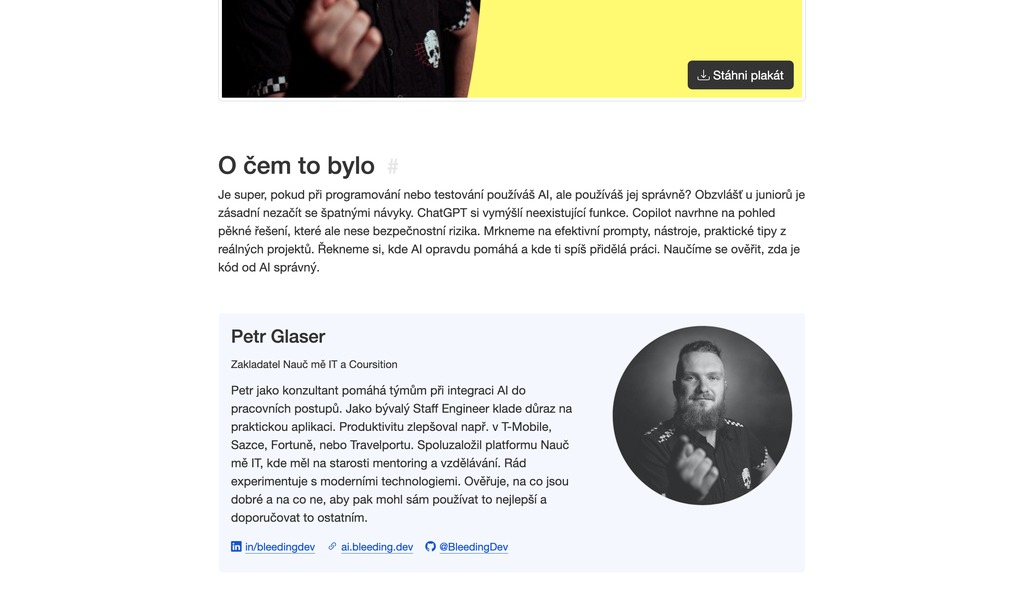 Stáhni plakát
O čem to bylo #
Je super, pokud při programování nebo testování používáš AI, ale používáš jej správně? Obzvlášť u juniorů je
zásadní nezačít se špatnými návyky. ChatGPT si vymýšlí neexistující funkce. Copilot navrhne na pohled
pěkné řešení, které ale nese bezpečnostní rizika. Mrkneme na efektivní prompty, nástroje, praktické tipy z
reálných projektů. Řekneme si, kde AI opravdu pomáhá a kde ti spíš přidělá práci. Naučíme se ověřit, zda je
kód od AI správný.
Petr Glaser
Zakladatel Nauč mě IT a Coursition
Petr jako konzultant pomáhá týmům při integraci AI do
pracovních postupů. Jako bývalý Staff Engineer klade důraz na
praktickou aplikaci. Produktivitu zlepšoval např. v T-Mobile,
Sazce, Fortuně, nebo Travelportu. Spoluzaložil platformu Nauč
mě IT, kde měl na starosti mentoring a vzdělávání. Rád
experimentuje s moderními technologiemi. Ověřuje, na co jsou
dobré a na co ne, aby pak mohl sám používat to nejlepší a
doporučovat to ostatním.
in/bleedingdev ai.bleeding.dev @BleedingDev